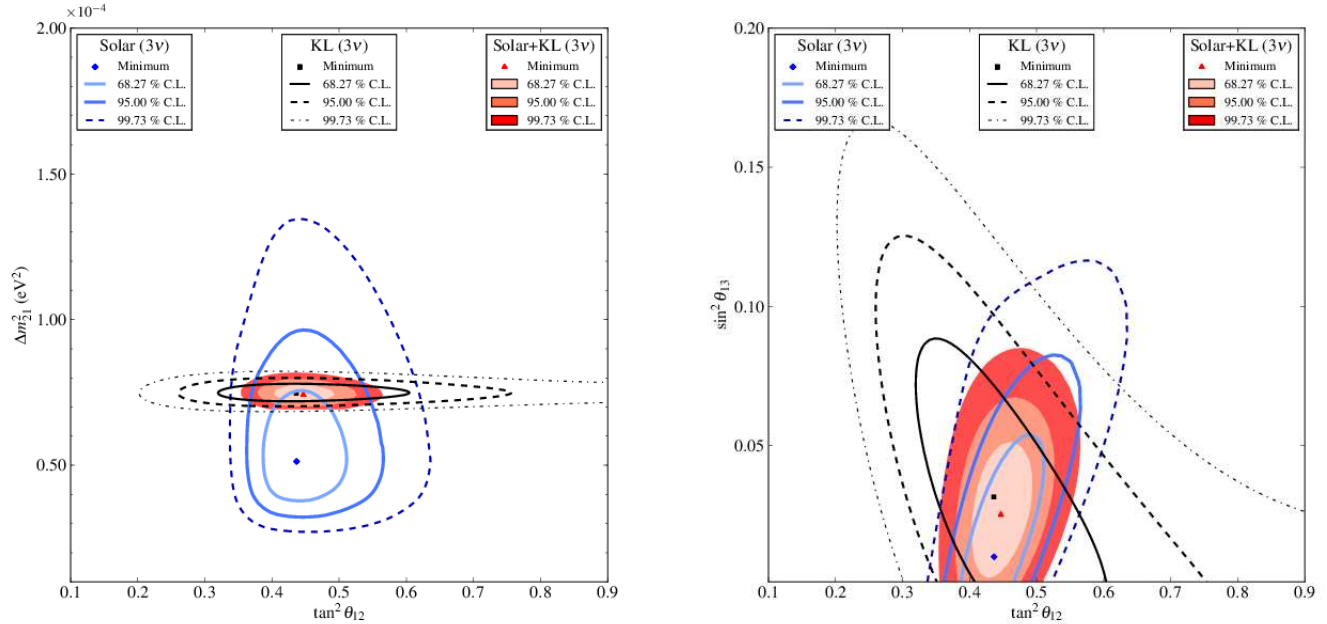 ×10⁻⁴
2.00
1.50
1.00
0.50
Δm²₂₁ (eV²)
0.1 0.2 0.3 0.4 0.5 0.6 0.7 0.8 0.9
tan² θ₁₂
Solar (3ν)
Minimum
68.27 % C.L.
95.00 % C.L.
99.73 % C.L.
KL (3ν)
Minimum
68.27 % C.L.
95.00 % C.L.
99.73 % C.L.
Solar+KL (3ν)
Minimum
68.27 % C.L.
95.00 % C.L.
99.73 % C.L.
0.20
0.15
0.10
0.05
sin² θ₁₃
0.1 0.2 0.3 0.4 0.5 0.6 0.7 0.8 0.9
tan² θ₁₂
Solar (3ν)
Minimum
68.27 % C.L.
95.00 % C.L.
99.73 % C.L.
KL (3ν)
Minimum
68.27 % C.L.
95.00 % C.L.
99.73 % C.L.
Solar+KL (3ν)
Minimum
68.27 % C.L.
95.00 % C.L.
99.73 % C.L.